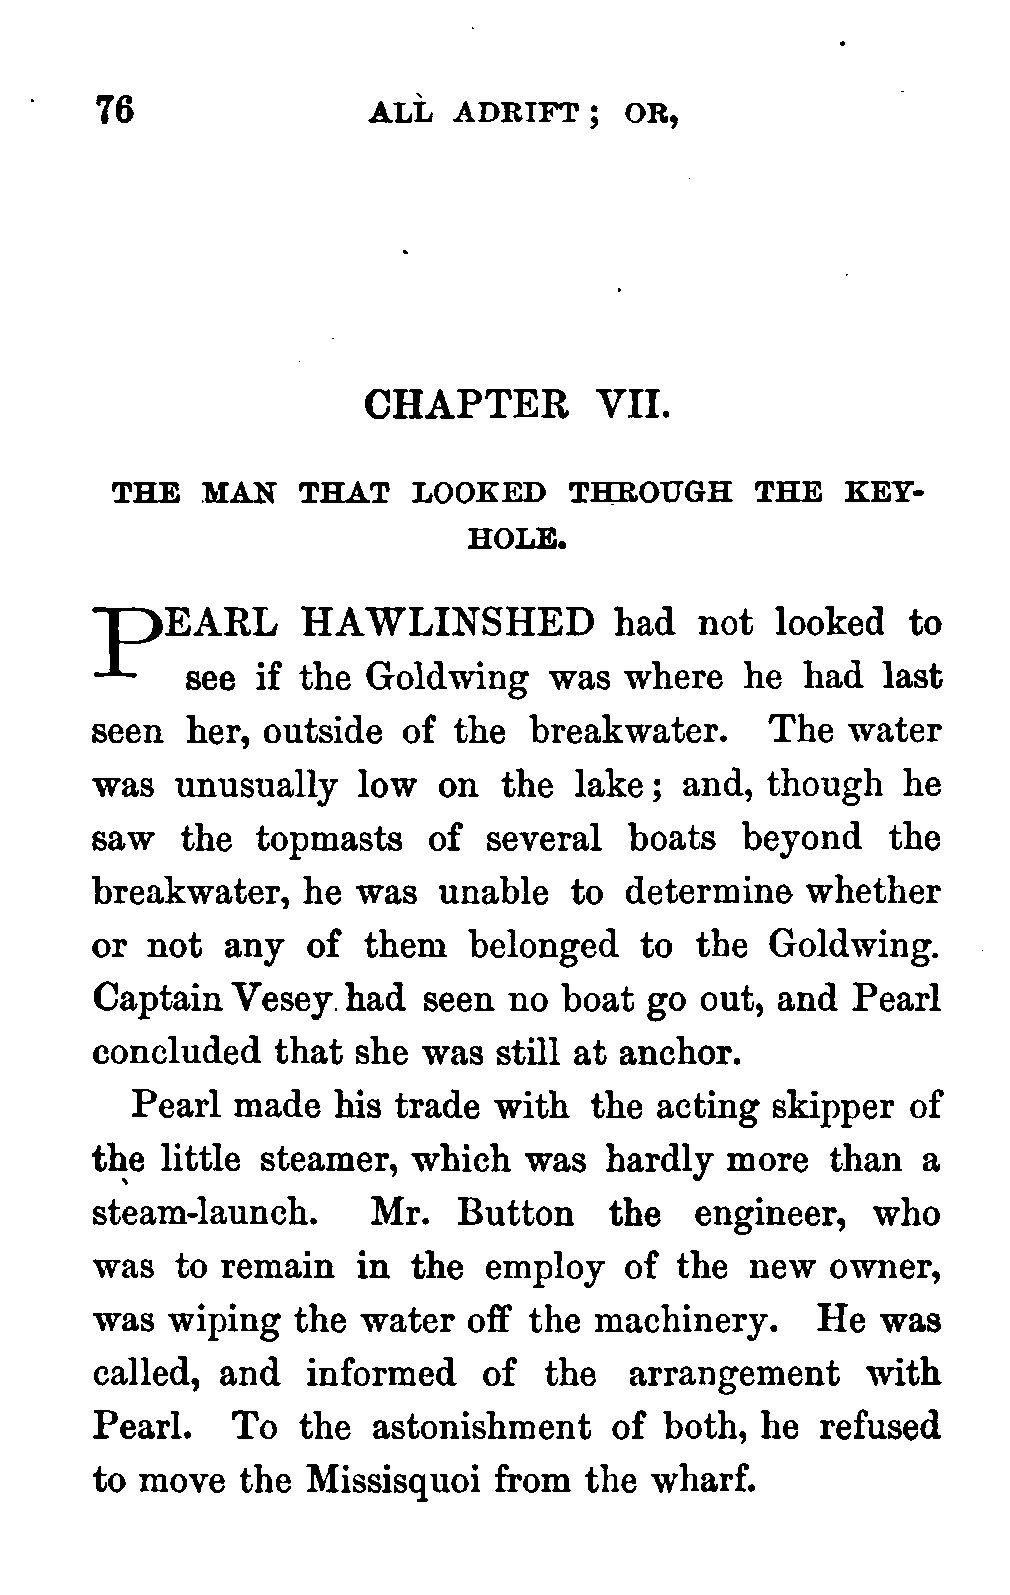 76 ALL ADRIFT; OR,
CHAPTER VII.
THE MAN THAT LOOKED THROUGH THE KEY-
HOLE.
PEARL HAWLINSHED had not looked to
see if the Goldwing was where he had last
seen her, outside of the breakwater. The water
was unusually low on the lake; and, though he
saw the topmasts of several boats beyond the
breakwater, he was unable to determine whether
or not any of them belonged to the Goldwing.
Captain Vesey had seen no boat go out, and Pearl
concluded that she was still at anchor.
Pearl made his trade with the acting skipper of
the little steamer, which was hardly more than a
steam-launch. Mr. Button the engineer, who
was to remain in the employ of the new owner,
was wiping the water off the machinery. He was
called, and informed of the arrangement with
Pearl. To the astonishment of both, he refused
to move the Missisquoi from the wharf.